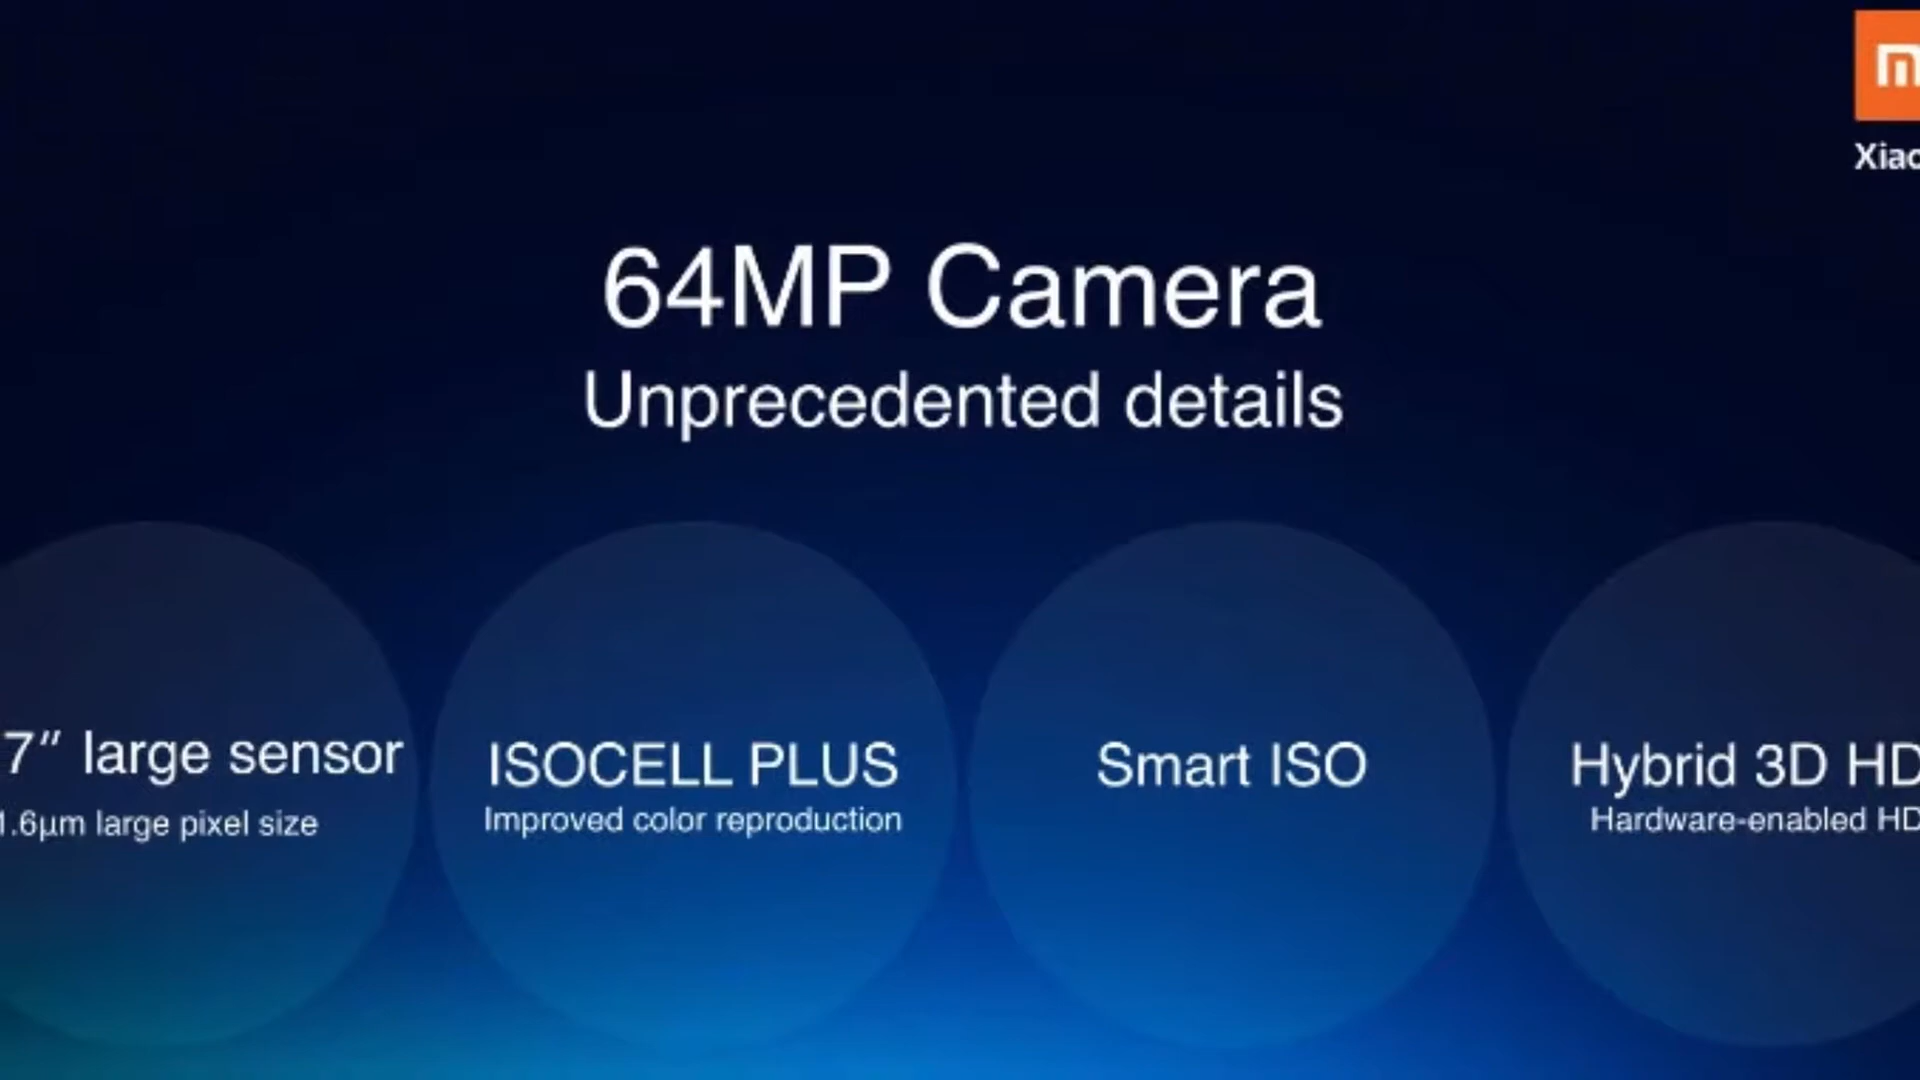 Xiao
64MP Camera
Unprecedented details
7″ large sensor
1.6μm large pixel size
ISOCELL PLUS
Improved color reproduction
Smart ISO
Hybrid 3D HD
Hardware-enabled HD